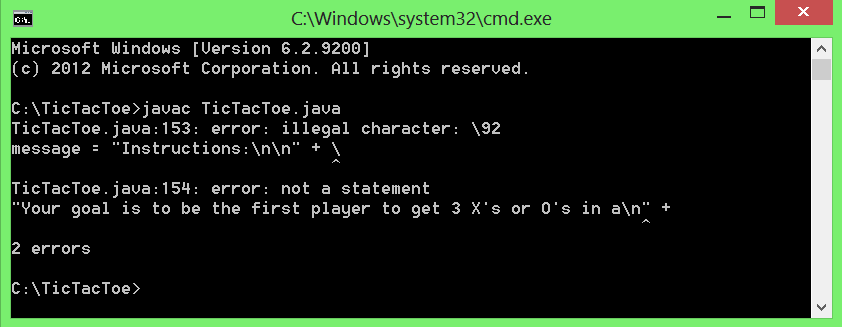 C:\Windows\system32\cmd.exe
Microsoft Windows [Version 6.2.9200]
(c) 2012 Microsoft Corporation. All rights reserved.
C:\TicTacToe>javac TicTacToe.java
TicTacToe.java:153: error: illegal character: \92
message = "Instructions:\n\n" + \
^
TicTacToe.java:154: error: not a statement
"Your goal is to be the first player to get 3 X's or O's in a\n" +
^
2 errors
C:\TicTacToe>